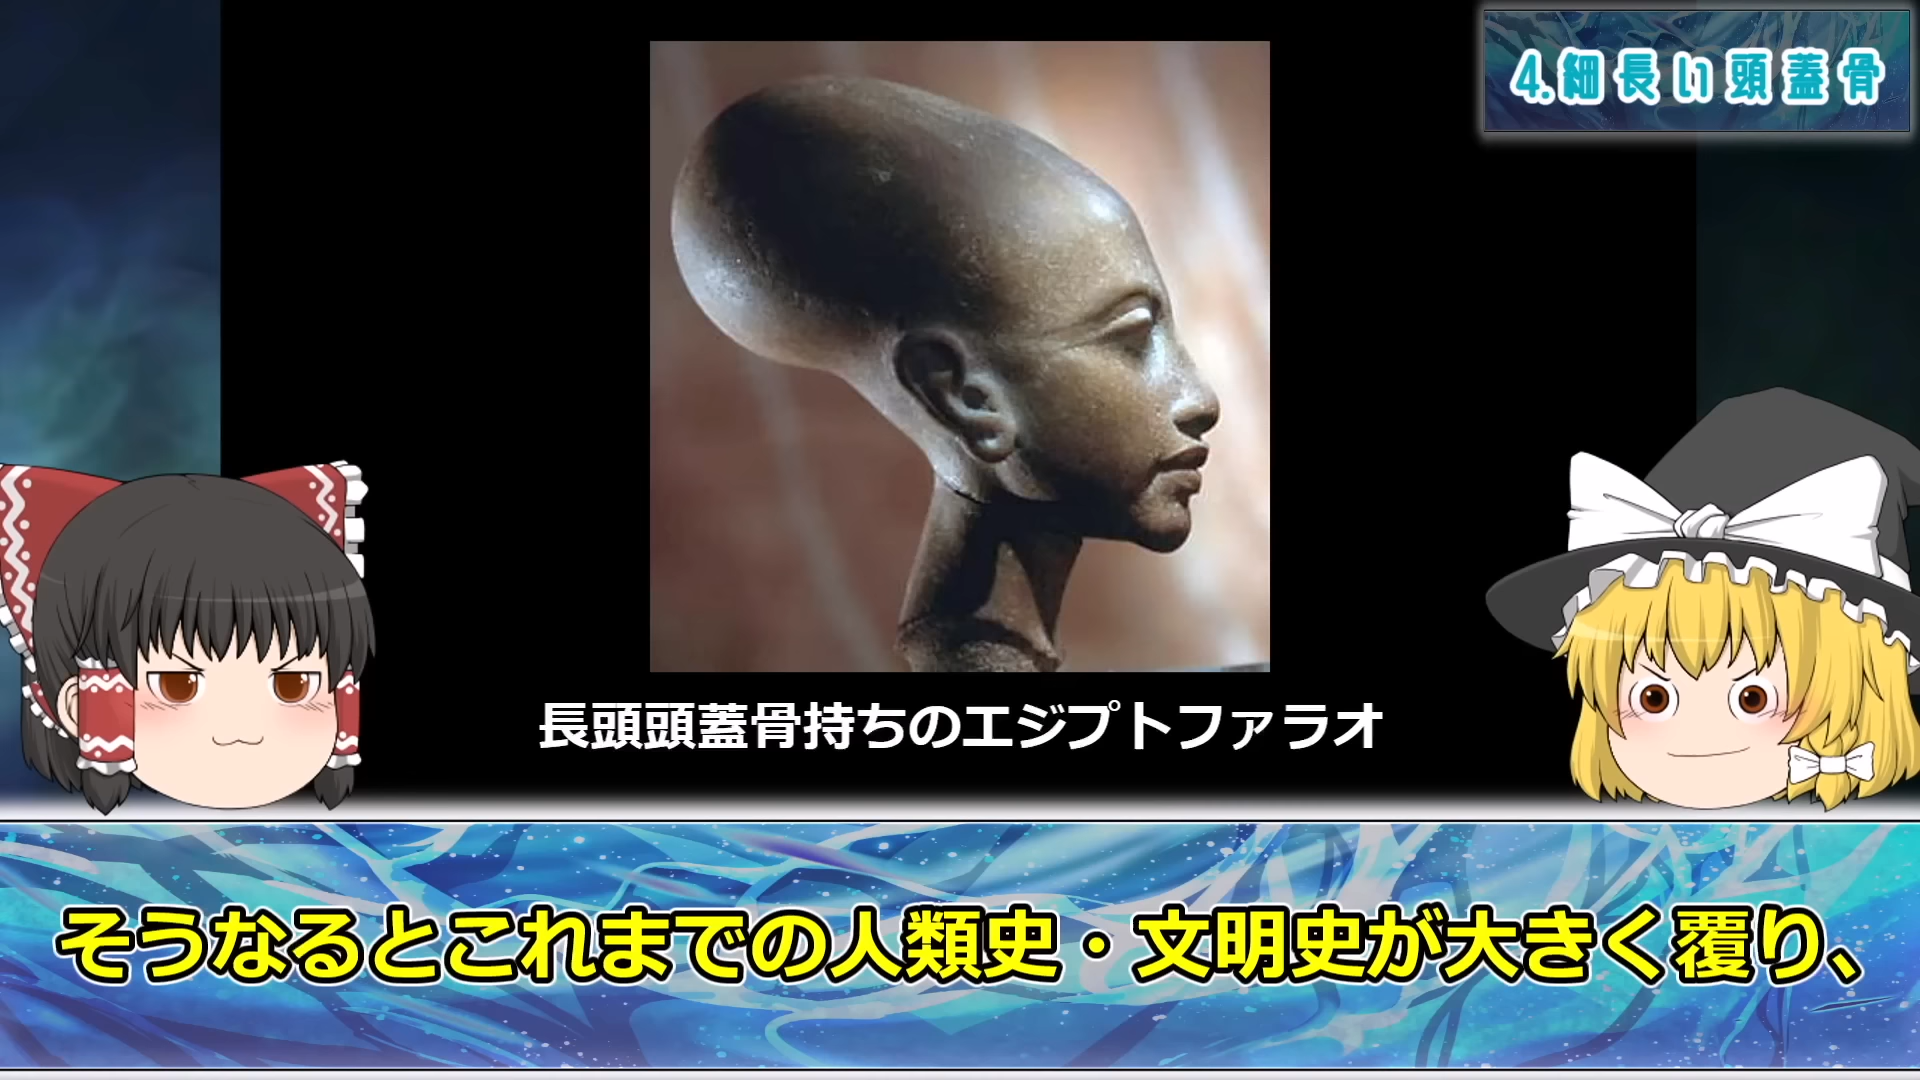 4.細長い頭蓋骨
長頭頭蓋骨持ちのエジプトファラオ
そうなるとこれまでの人類史・文明史が大きく覆り、